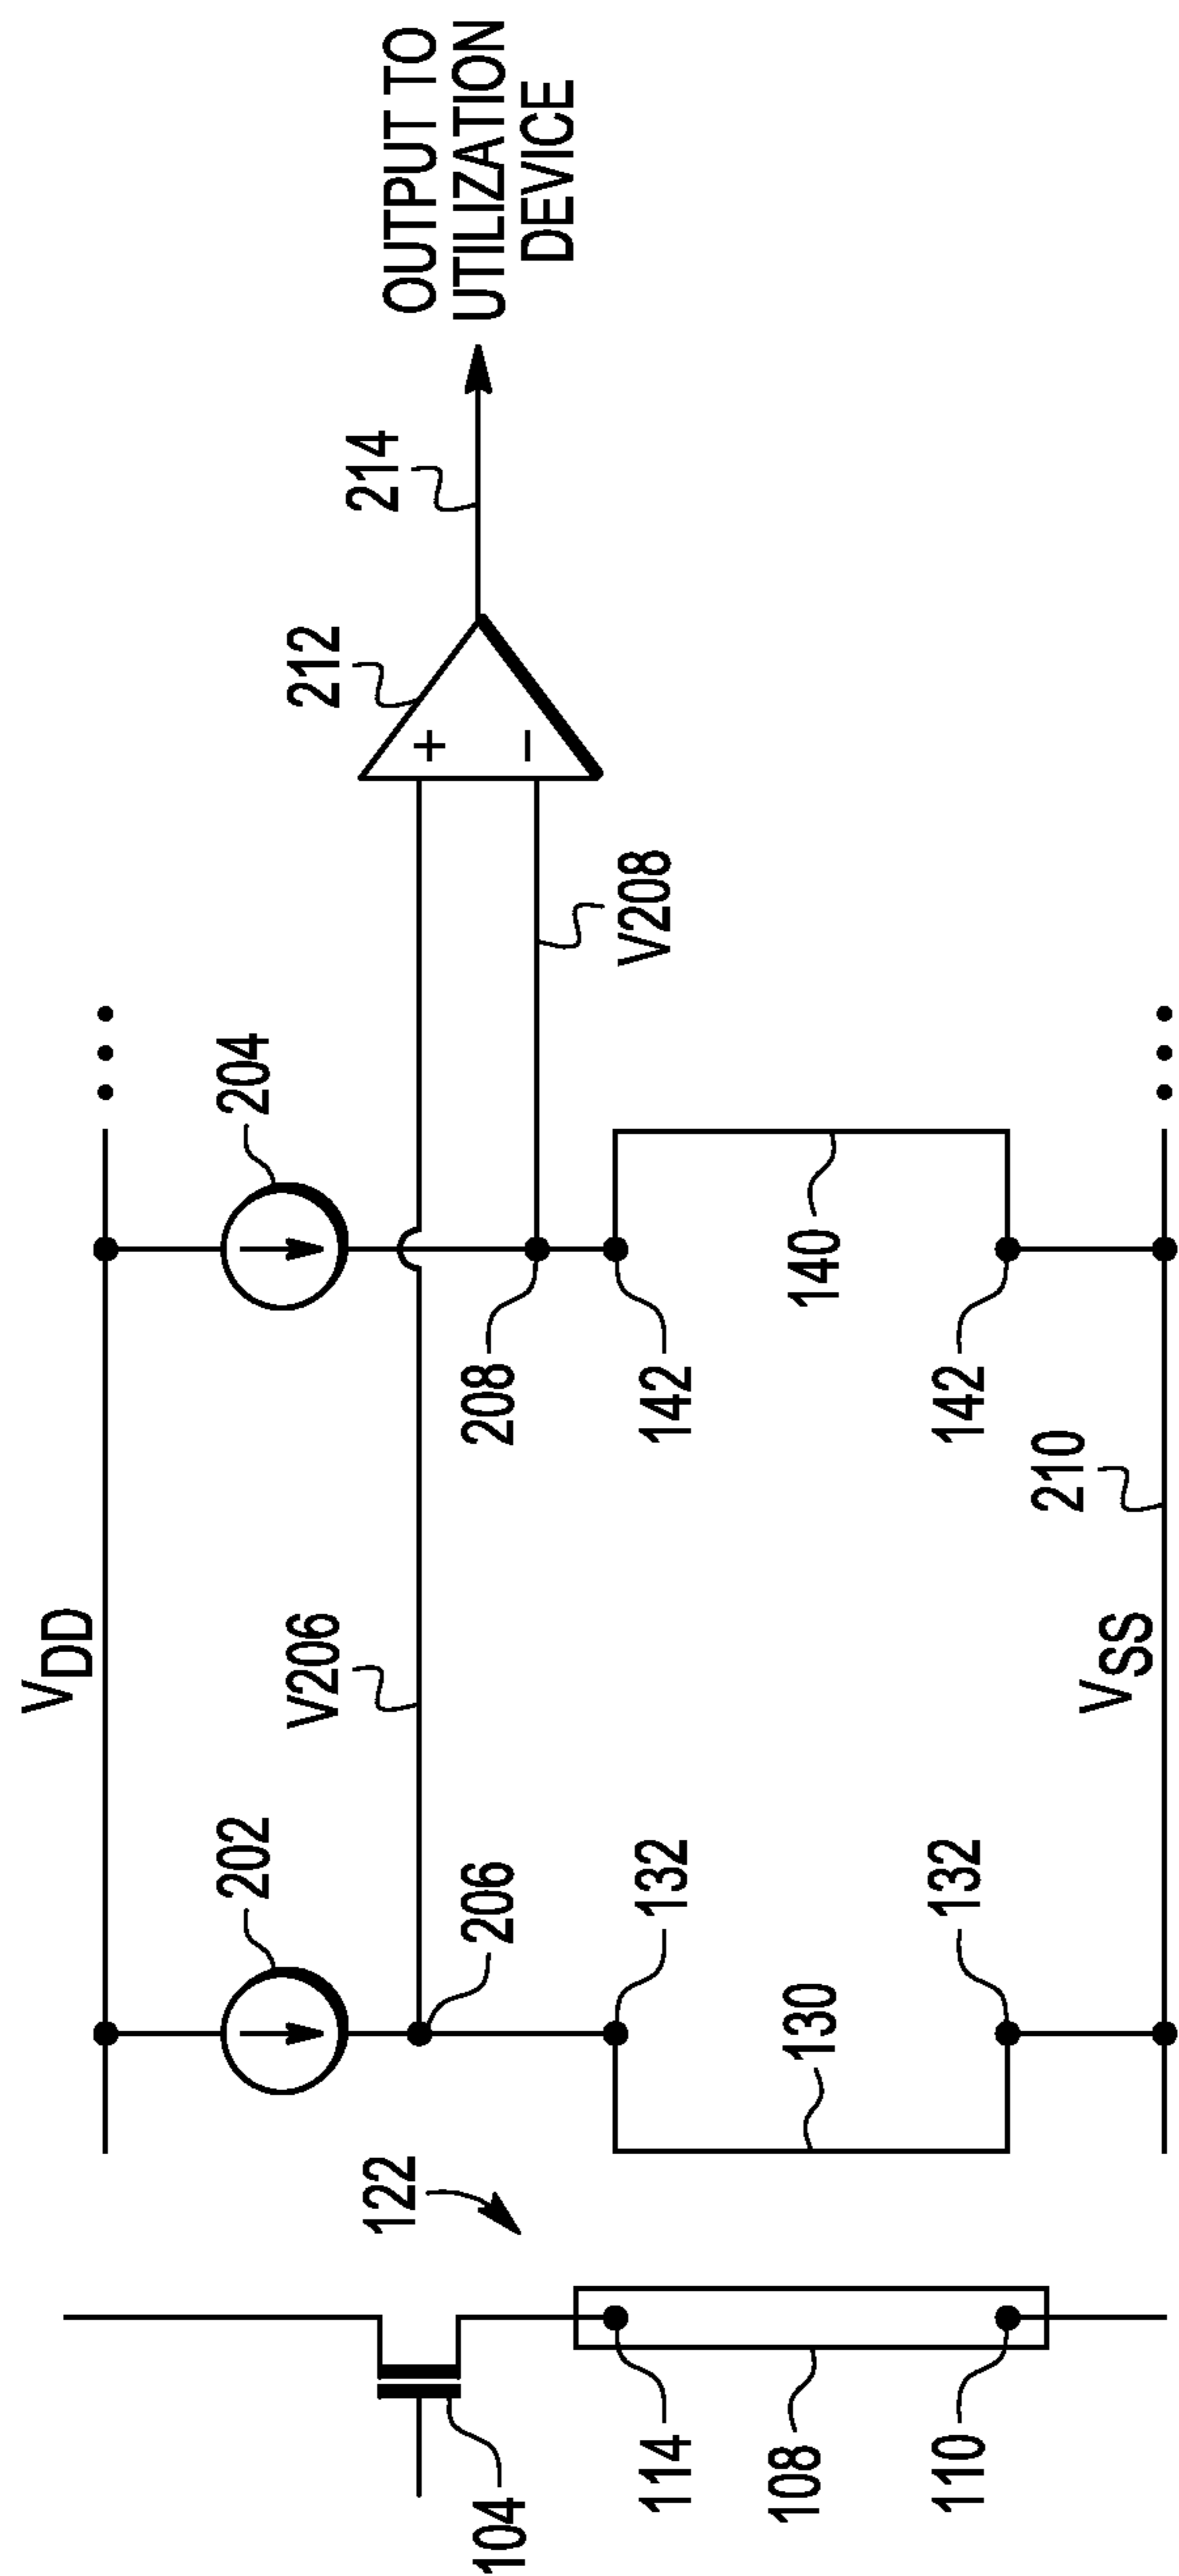 V_DD
V_SS
202
204
206
208
V206
V208
210
212
+
−
214
OUTPUT TO
UTILIZATION
DEVICE
122
104
114
108
110
132
130
132
142
140
142